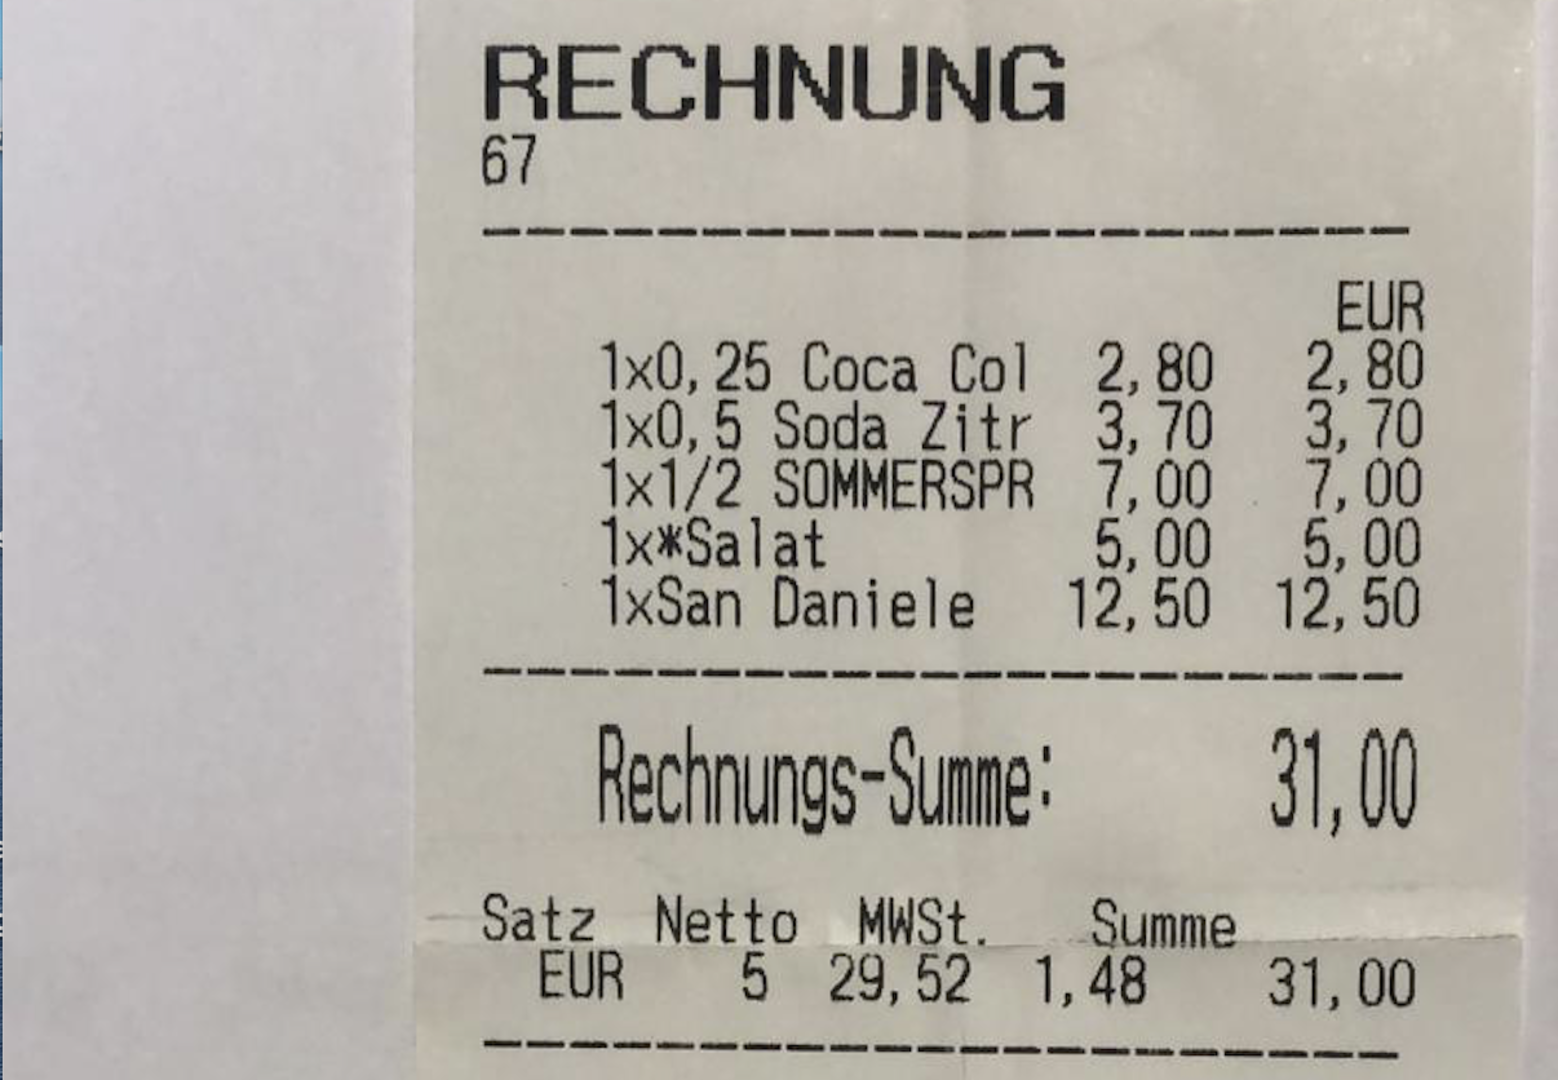 RECHNUNG
67
EUR
1x0,25 Coca Col 2,80 2,80
1x0,5 Soda Zitr 3,70 3,70
1x1/2 SOMMERSPR 7,00 7,00
1x*Salat 5,00 5,00
1xSan Daniele 12,50 12,50
Rechnungs-Summe: 31,00
Satz Netto MWSt. Summe
EUR 5 29,52 1,48 31,00